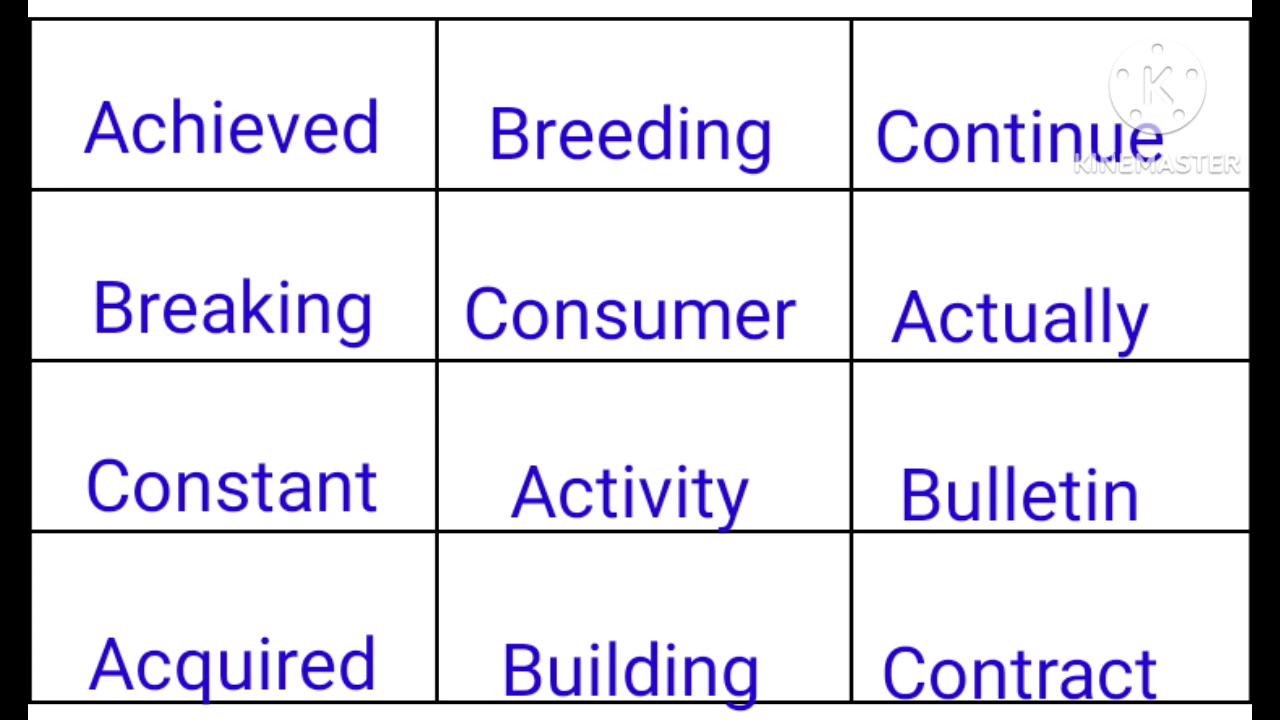 Achieved Breeding Continue
K
KINEMASTER
Breaking Consumer Actually
Constant Activity Bulletin
Acquired Building Contract